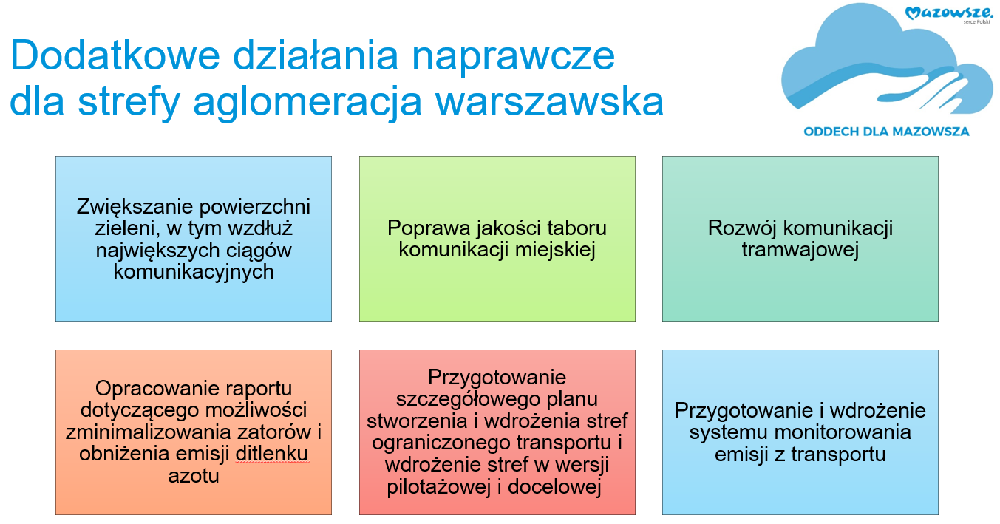 Mazowsze.
serce Polski
Dodatkowe działania naprawcze
dla strefy aglomeracja warszawska
ODDECH DLA MAZOWSZA
Zwiększanie powierzchni
zieleni, w tym wzdłuż
największych ciągów
komunikacyjnych
Poprawa jakości taboru
komunikacji miejskiej
Rozwój komunikacji
tramwajowej
Opracowanie raportu
dotyczącego możliwości
zminimalizowania zatorów i
obniżenia emisji ditlenku
azotu
Przygotowanie
szczegółowego planu
stworzenia i wdrożenia stref
ograniczonego transportu i
wdrożenie stref w wersji
pilotażowej i docelowej
Przygotowanie i wdrożenie
systemu monitorowania
emisji z transportu